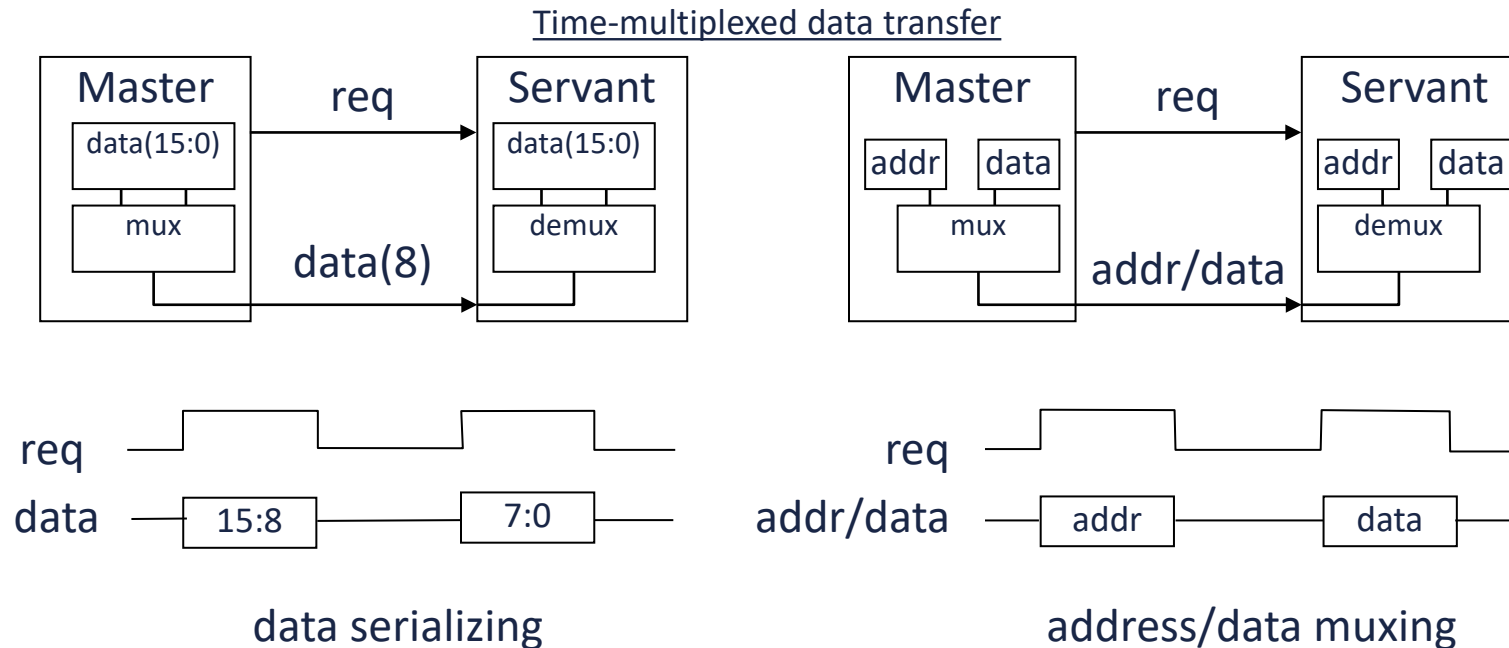 Time-multiplexed data transfer
Master
req
Servant
data(15:0)
data(15:0)
mux
demux
data(8)
Master
req
Servant
addr
data
addr
data
mux
demux
addr/data
req
data
15:8
7:0
req
addr/data
addr
data
data serializing
address/data muxing